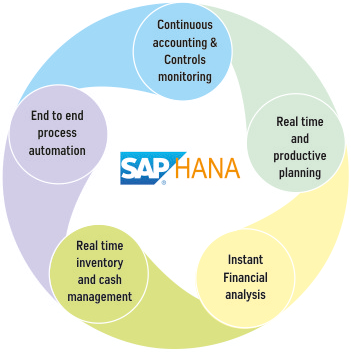 Continuous
accounting &
Controls
monitoring
Real time
and
productive
planning
Instant
Financial
analysis
Real time
inventory
and cash
management
End to end
process
automation
SAP® HANA